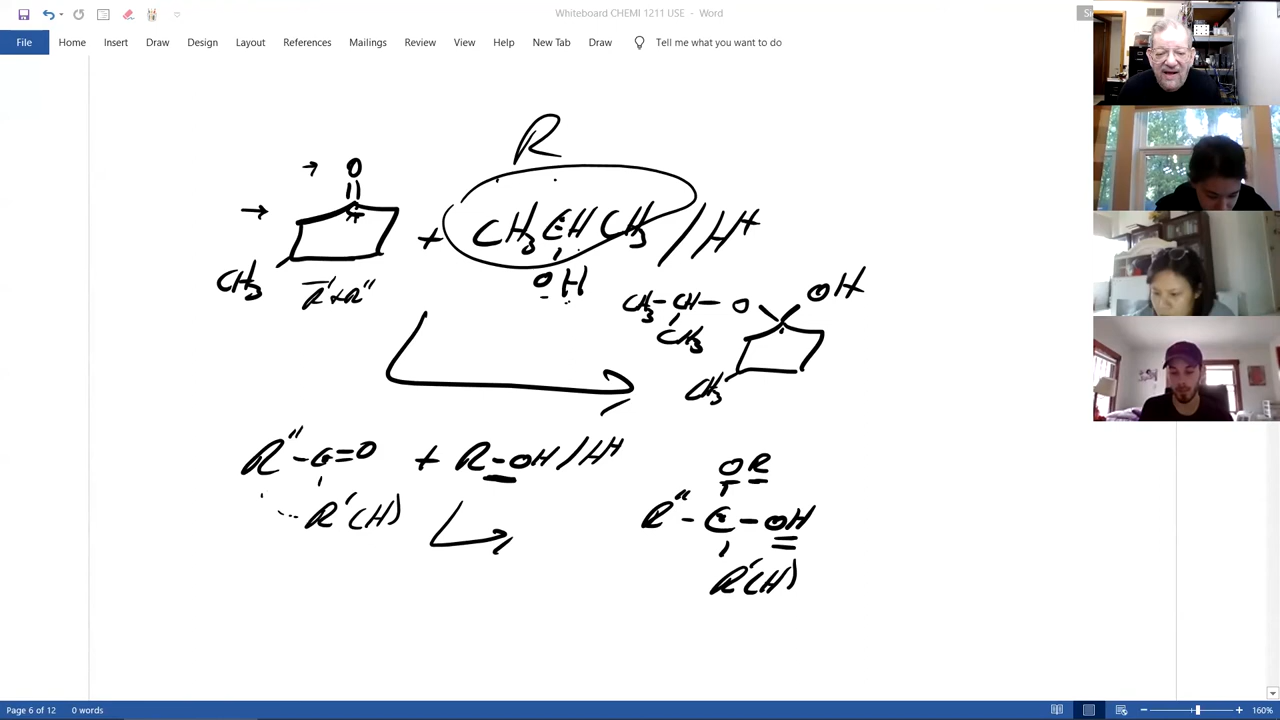 Whiteboard CHEMI 1211 USE - Word
File Home Insert Draw Design Layout References Mailings Review View Help New Tab Draw Tell me what you want to do
R
→ O
→ + CH3CHCH3 / H+
OH
CH3 R' + R"
CH3-CH-O OH
CH3
CH3
R"-C=O + R-OH/H+
R'(H)
OR
R"-C-OH
R'(H)
Page 6 of 12 0 words 160%